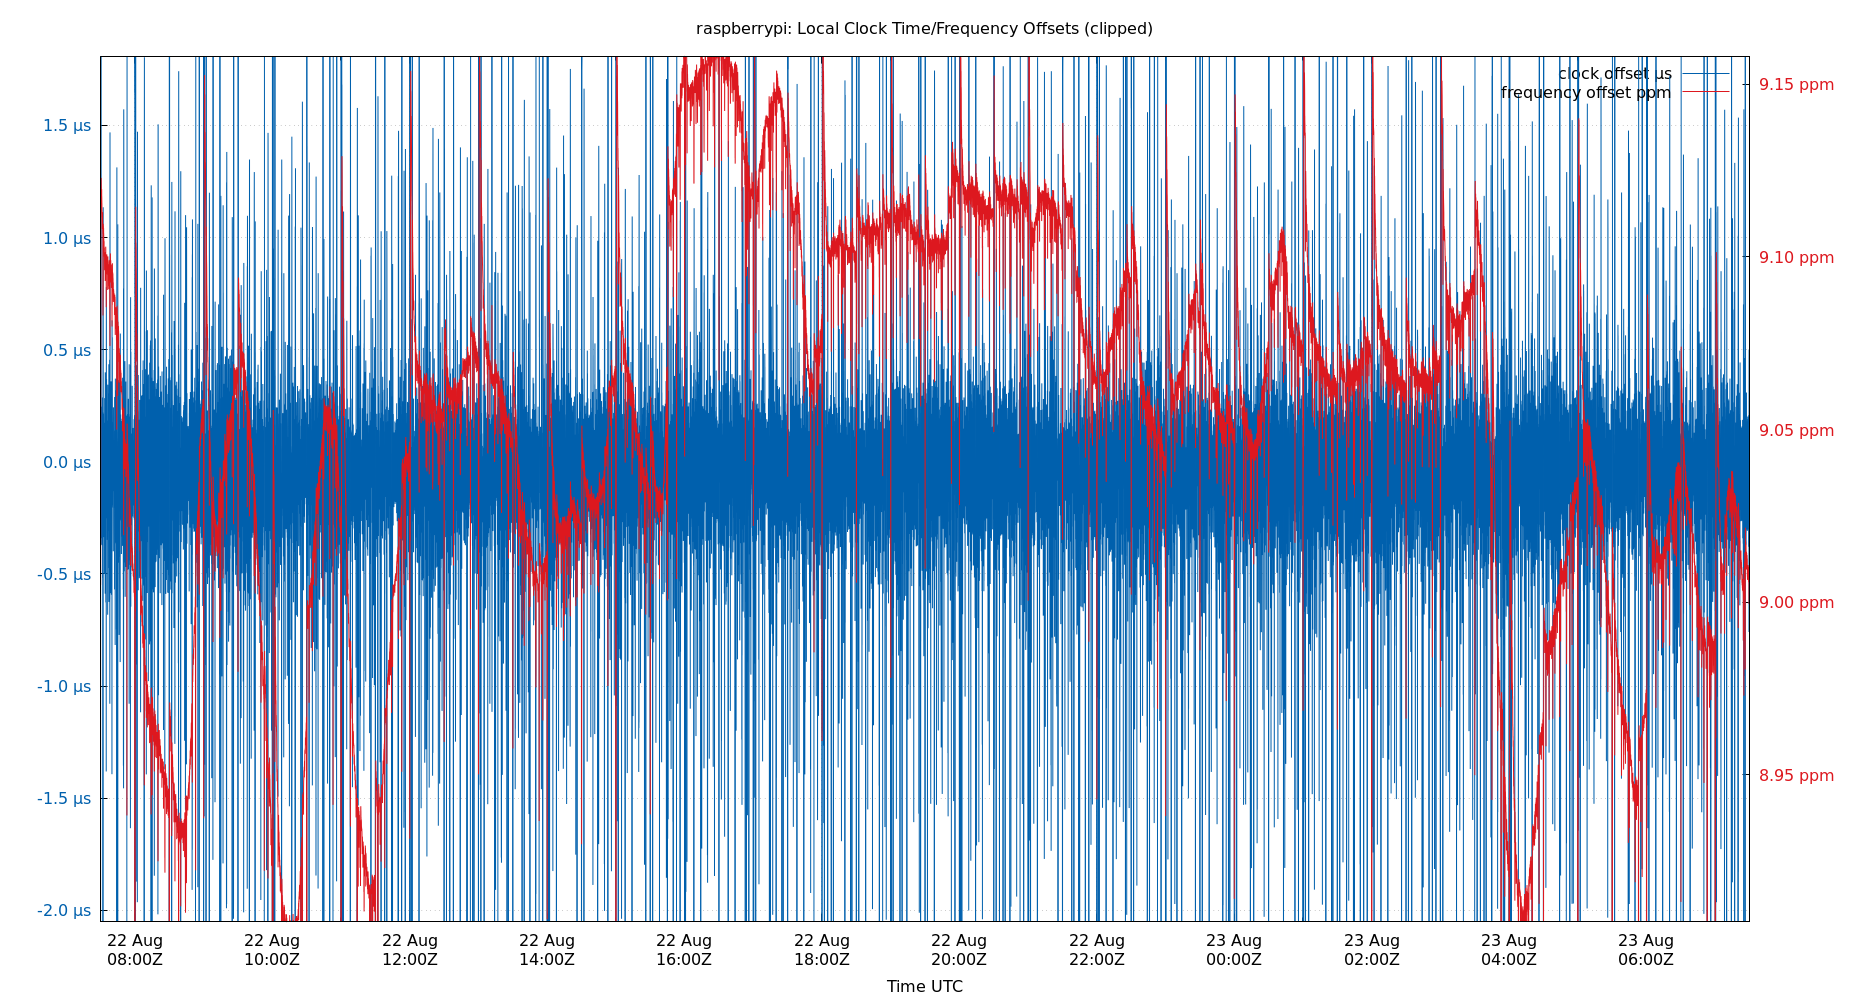 raspberrypi: Local Clock Time/Frequency Offsets (clipped)
clock offset µs
frequency offset ppm
1.5 µs
1.0 µs
0.5 µs
0.0 µs
-0.5 µs
-1.0 µs
-1.5 µs
-2.0 µs
9.15 ppm
9.10 ppm
9.05 ppm
9.00 ppm
8.95 ppm
22 Aug 22 Aug 22 Aug 22 Aug 22 Aug 22 Aug 22 Aug 22 Aug 23 Aug 23 Aug 23 Aug 23 Aug
08:00Z 10:00Z 12:00Z 14:00Z 16:00Z 18:00Z 20:00Z 22:00Z 00:00Z 02:00Z 04:00Z 06:00Z
Time UTC